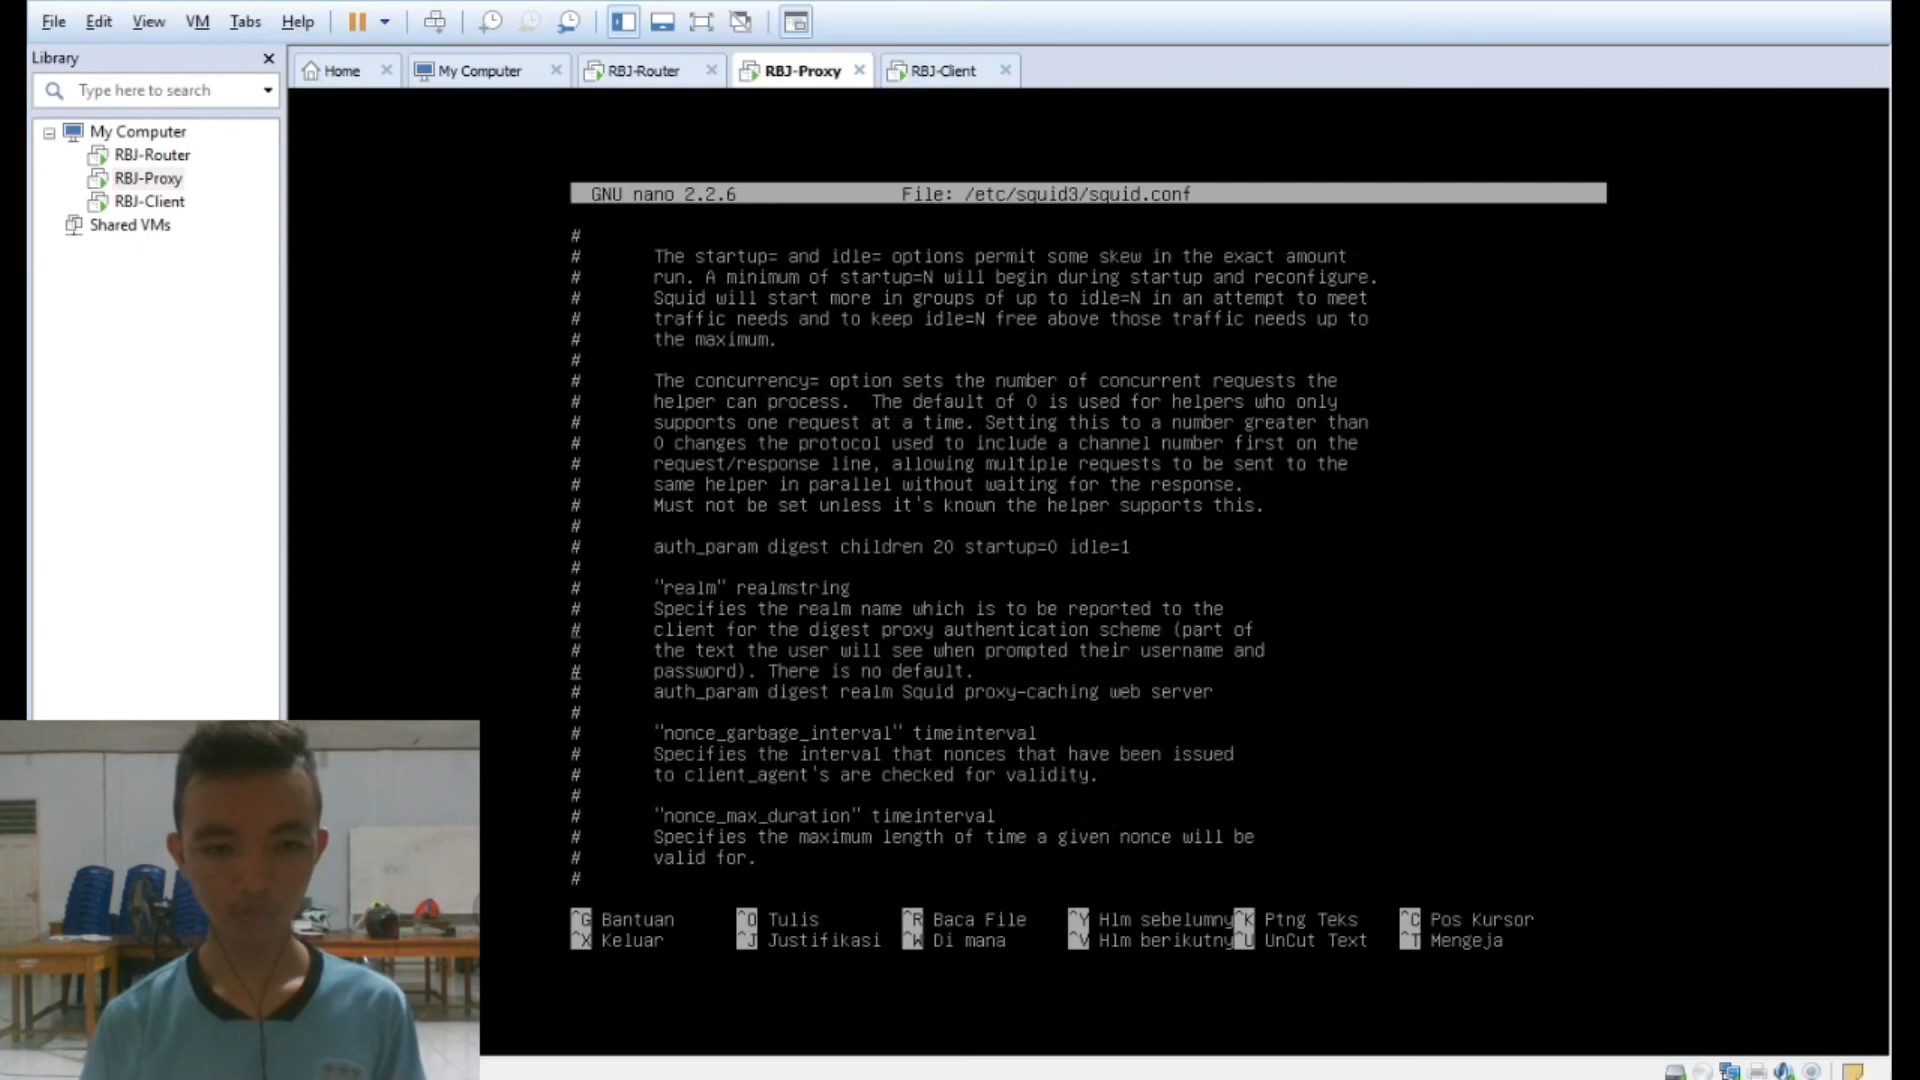 File Edit View VM Tabs Help
Library
Type here to search
My Computer
RBJ-Router
RBJ-Proxy
RBJ-Client
Shared VMs
Home My Computer RBJ-Router RBJ-Proxy RBJ-Client
GNU nano 2.2.6 File: /etc/squid3/squid.conf
#
# The startup= and idle= options permit some skew in the exact amount
# run. A minimum of startup=N will begin during startup and reconfigure.
# Squid will start more in groups of up to idle=N in an attempt to meet
# traffic needs and to keep idle=N free above those traffic needs up to
# the maximum.
#
# The concurrency= option sets the number of concurrent requests the
# helper can process.  The default of 0 is used for helpers who only
# supports one request at a time. Setting this to a number greater than
# 0 changes the protocol used to include a channel number first on the
# request/response line, allowing multiple requests to be sent to the
# same helper in parallel without waiting for the response.
# Must not be set unless it's known the helper supports this.
#
# auth_param digest children 20 startup=0 idle=1
#
# "realm" realmstring
# Specifies the realm name which is to be reported to the
# client for the digest proxy authentication scheme (part of
# the text the user will see when prompted their username and
# password). There is no default.
# auth_param digest realm Squid proxy-caching web server
#
# "nonce_garbage_interval" timeinterval
# Specifies the interval that nonces that have been issued
# to client_agent's are checked for validity.
#
# "nonce_max_duration" timeinterval
# Specifies the maximum length of time a given nonce will be
# valid for.
#
^G Bantuan ^O Tulis ^R Baca File ^Y Hlm sebelumny ^K Ptng Teks ^C Pos Kursor
^X Keluar ^J Justifikasi ^W Di mana ^V Hlm berikutny ^U UnCut Text ^T Mengeja